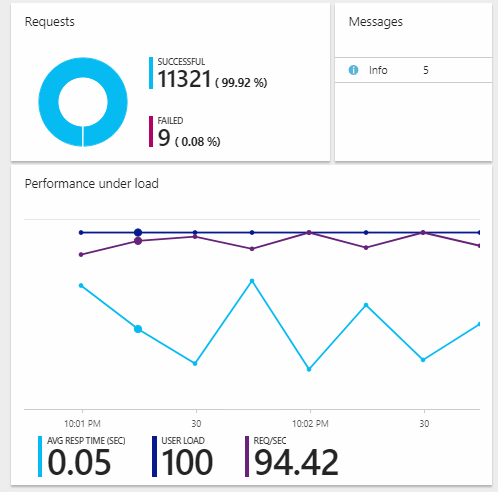 Requests
SUCCESSFUL
11321 ( 99.92 %)
FAILED
9 ( 0.08 %)
Messages
i Info 5
Performance under load
10:01 PM 30 10:02 PM 30
AVG RESP TIME (SEC) USER LOAD REQ/SEC
0.05 100 94.42